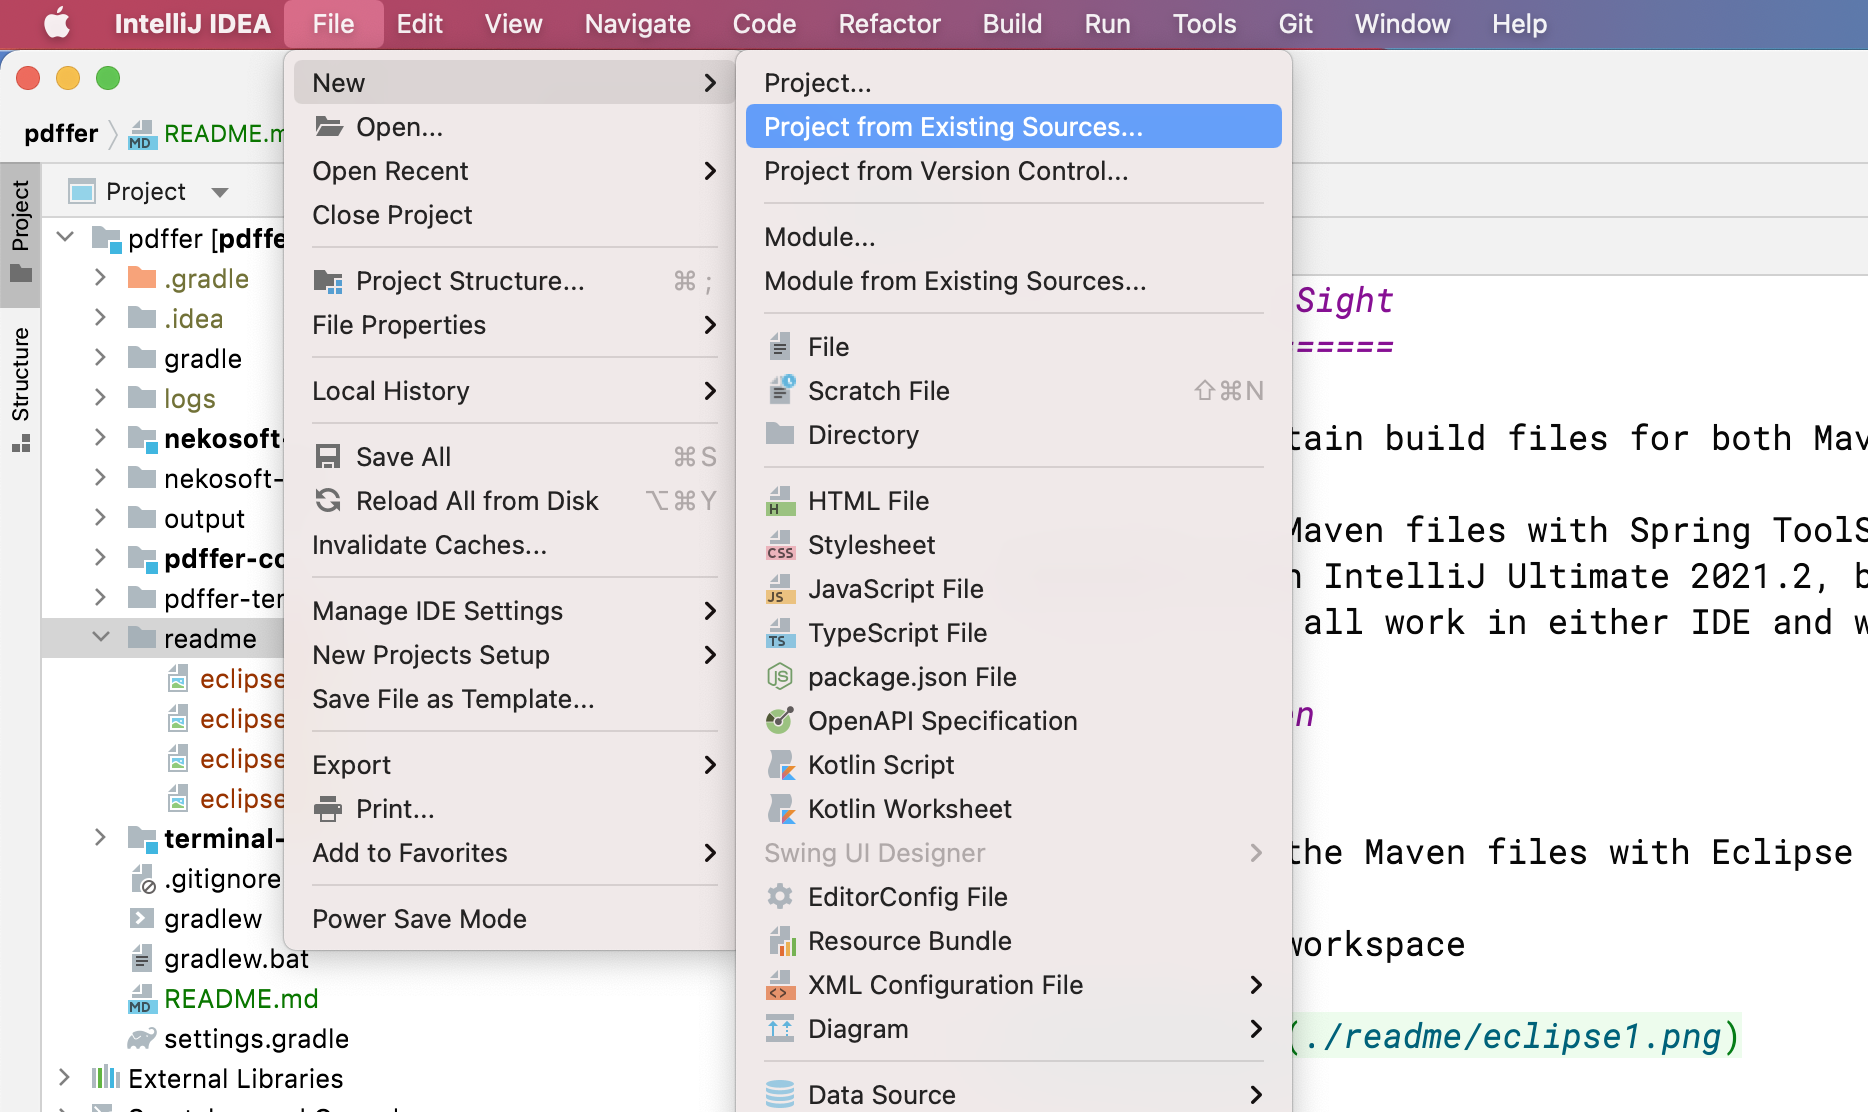 IntelliJ IDEA File Edit View Navigate Code Refactor Build Run Tools Git Window Help
pdffer README.m
Project
Structure
Project
pdffer [pdffe
.gradle
.idea
gradle
logs
nekosoft-
nekosoft-
output
pdffer-co
pdffer-ter
readme
eclipse
eclipse
eclipse
eclipse
terminal-
.gitignore
gradlew
gradlew.bat
MD README.md
settings.gradle
External Libraries
New
Open...
Open Recent
Close Project
Project Structure... ⌘ ;
File Properties
Local History
Save All ⌘S
Reload All from Disk ⌥⌘Y
Invalidate Caches...
Manage IDE Settings
New Projects Setup
Save File as Template...
Export
Print...
Add to Favorites
Power Save Mode
Project...
Project from Existing Sources...
Project from Version Control...
Module...
Module from Existing Sources...
File
Scratch File ⇧⌘N
Directory
H HTML File
CSS Stylesheet
JS JavaScript File
TS TypeScript File
JS package.json File
OpenAPI Specification
Kotlin Script
Kotlin Worksheet
Swing UI Designer
EditorConfig File
Resource Bundle
<> XML Configuration File
Diagram
Data Source
Sight
=====
tain build files for both Mav
Maven files with Spring ToolS
n IntelliJ Ultimate 2021.2, b
all work in either IDE and w
en
the Maven files with Eclipse
workspace
(./readme/eclipse1.png)